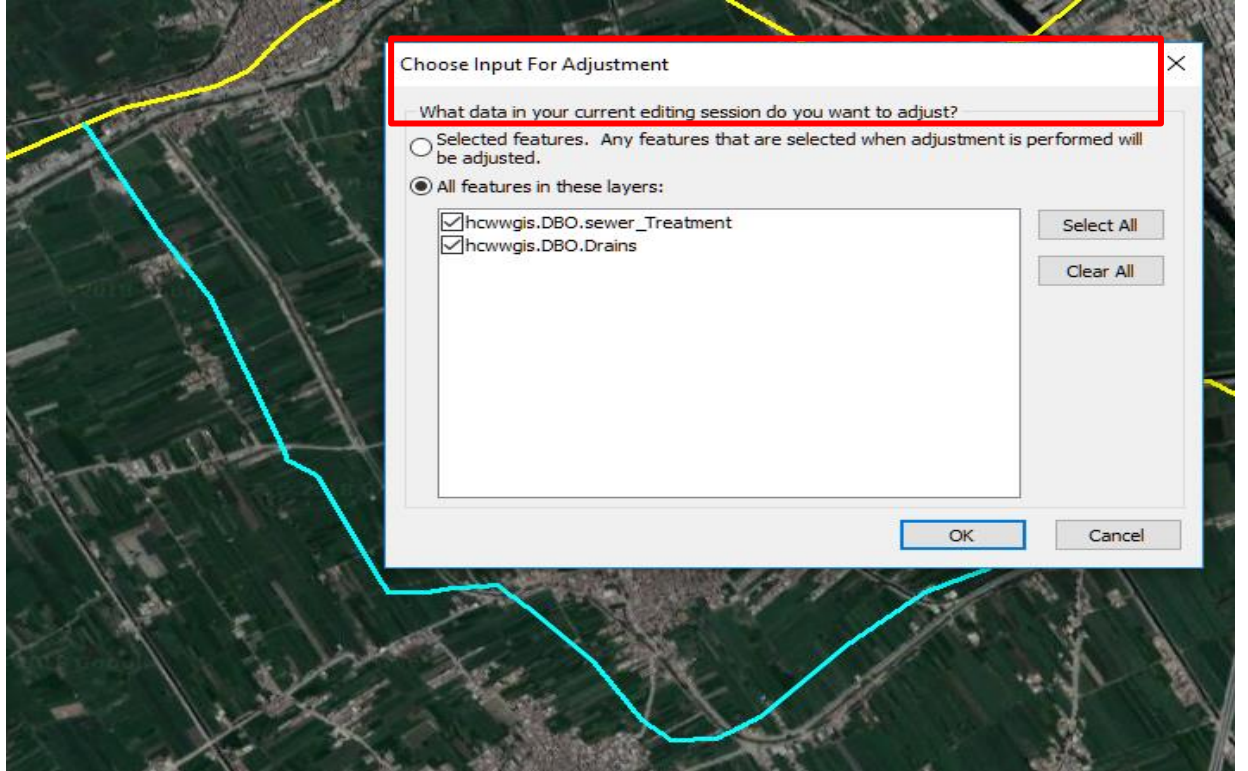 Choose Input For Adjustment
What data in your current editing session do you want to adjust?
Selected features. Any features that are selected when adjustment is performed will
be adjusted.
All features in these layers:
hcwwgis.DBO.sewer_Treatment
hcwwgis.DBO.Drains
Select All
Clear All
OK
Cancel